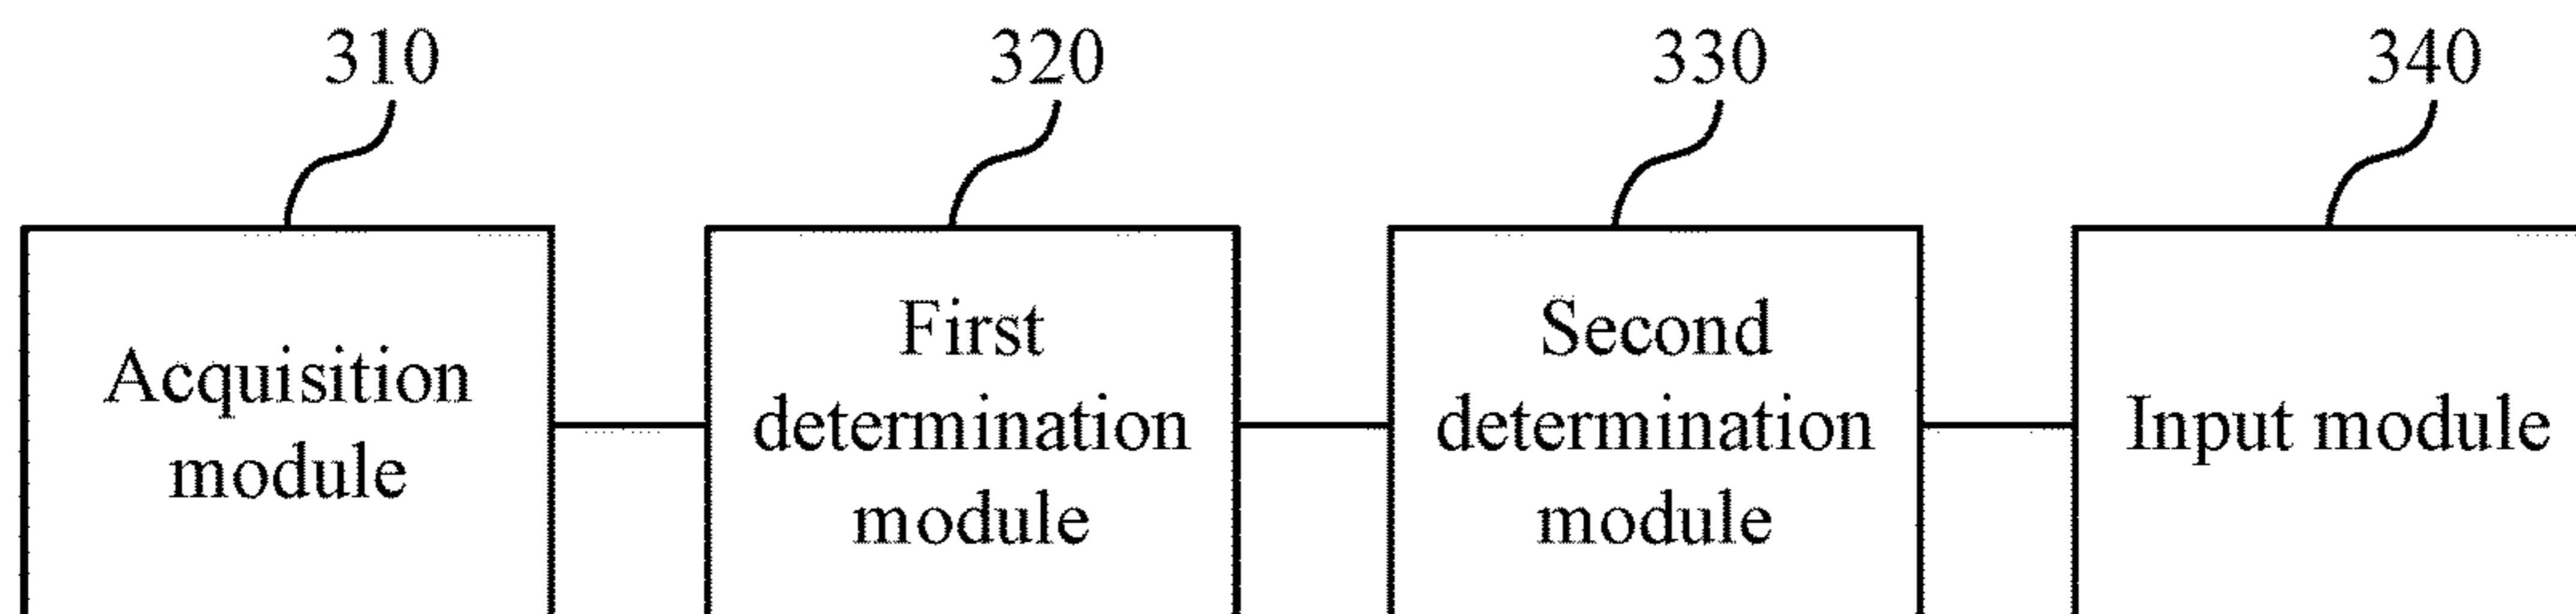 310
320
330
340
Acquisition
module
First
determination
module
Second
determination
module
Input module